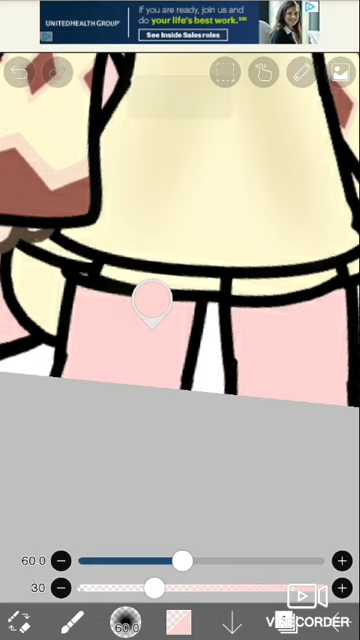 UNITEDHEALTH GROUP
If you are ready, join us and
do your life's best work.℠
See Inside Sales roles
60.0
30
60.0
VIDECORDER